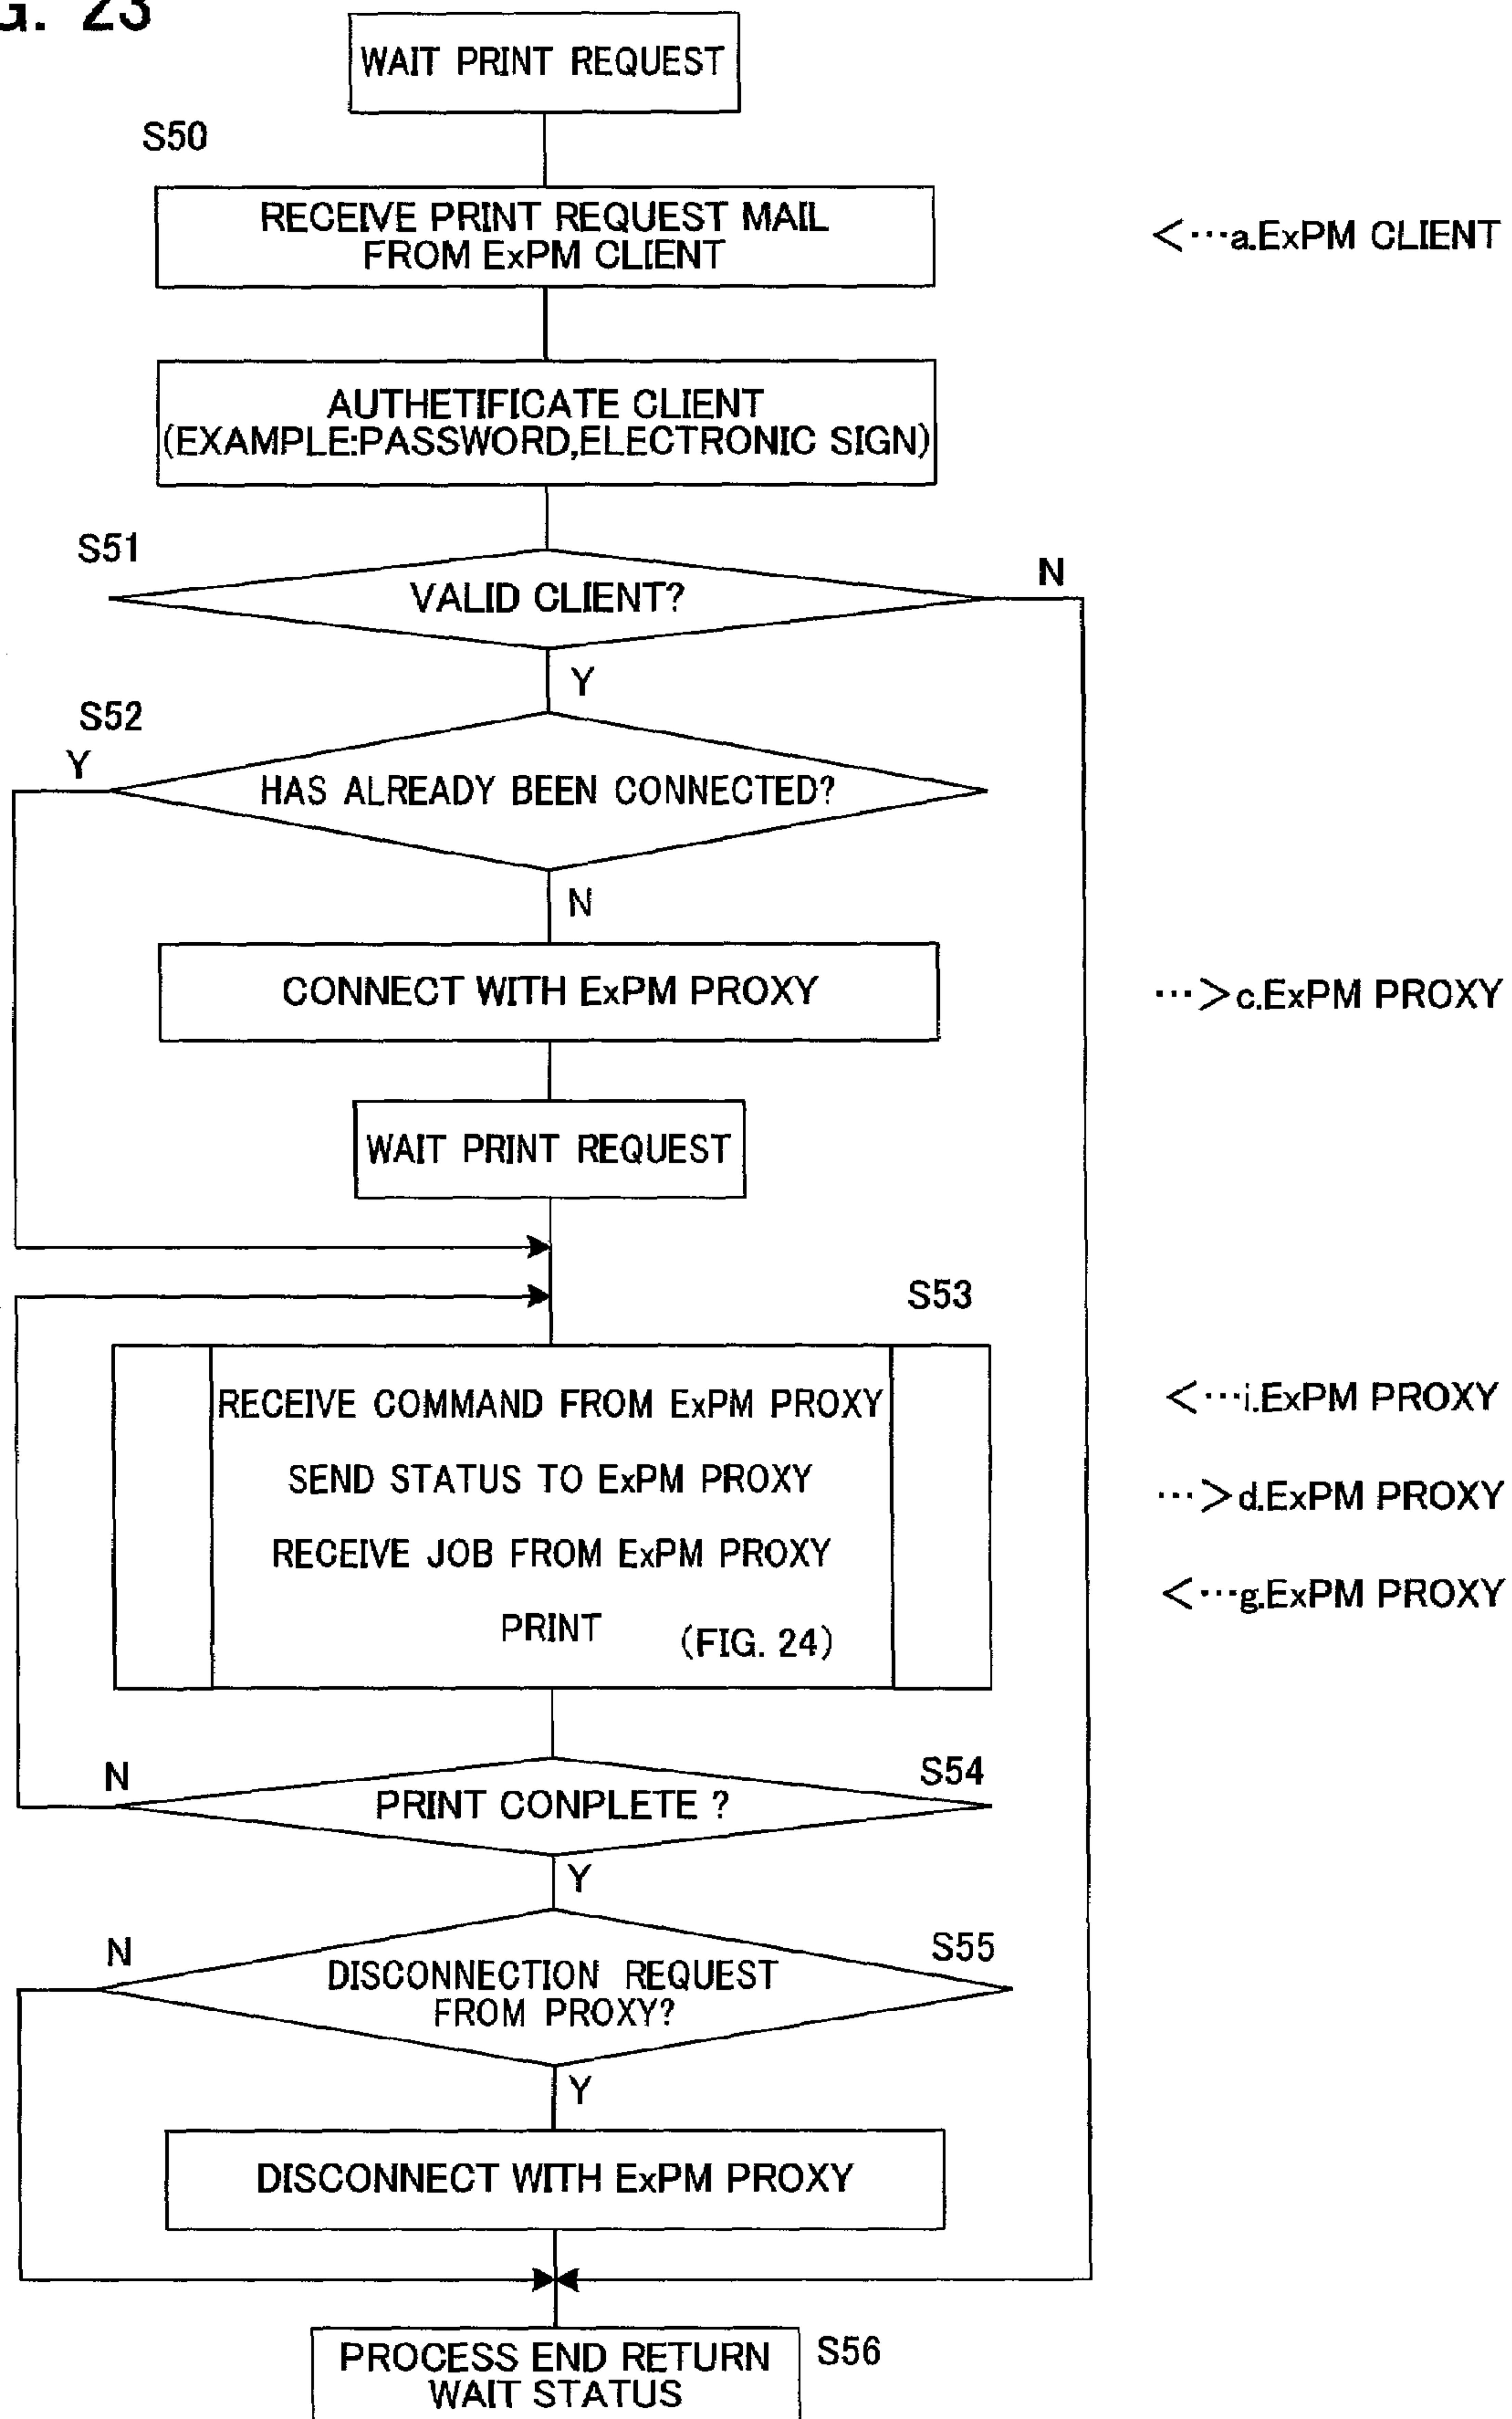 G. 23
WAIT PRINT REQUEST
S50
RECEIVE PRINT REQUEST MAIL
FROM ExPM CLIENT
<···a.ExPM CLIENT
AUTHETIFICATE CLIENT
(EXAMPLE:PASSWORD,ELECTRONIC SIGN)
S51
VALID CLIENT?
N
Y
S52
Y
HAS ALREADY BEEN CONNECTED?
N
CONNECT WITH ExPM PROXY
···>c.ExPM PROXY
WAIT PRINT REQUEST
S53
RECEIVE COMMAND FROM ExPM PROXY
<···i.ExPM PROXY
SEND STATUS TO ExPM PROXY
···>d.ExPM PROXY
RECEIVE JOB FROM ExPM PROXY
<···g.ExPM PROXY
PRINT (FIG. 24)
N
S54
PRINT CONPLETE ?
Y
N
S55
DISCONNECTION REQUEST
FROM PROXY?
Y
DISCONNECT WITH ExPM PROXY
PROCESS END RETURN
WAIT STATUS
S56